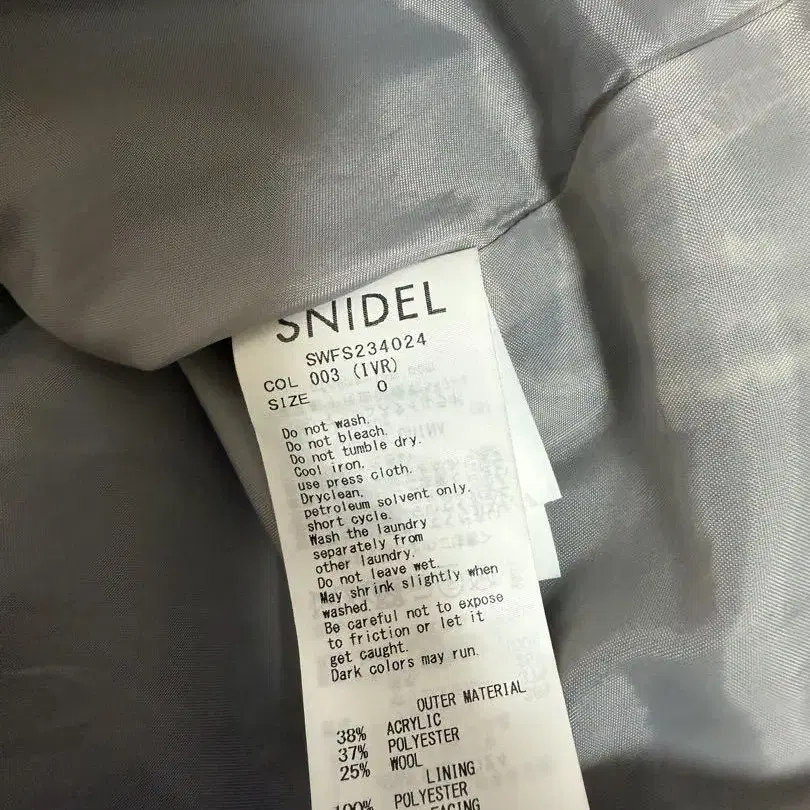 SNIDEL
SWFS234024
COL 003 (IVR)
SIZE 0
Do not wash.
Do not bleach.
Do not tumble dry.
Cool iron.
use press cloth.
Dryclean.
petroleum solvent only.
short cycle.
Wash the laundry
separately from
other laundry.
Do not leave wet.
May shrink slightly when
washed.
Be careful not to expose
to friction or let it
get caught.
Dark colors may run.
OUTER MATERIAL
38% ACRYLIC
37% POLYESTER
25% WOOL
LINING
100% POLYESTER
FACING